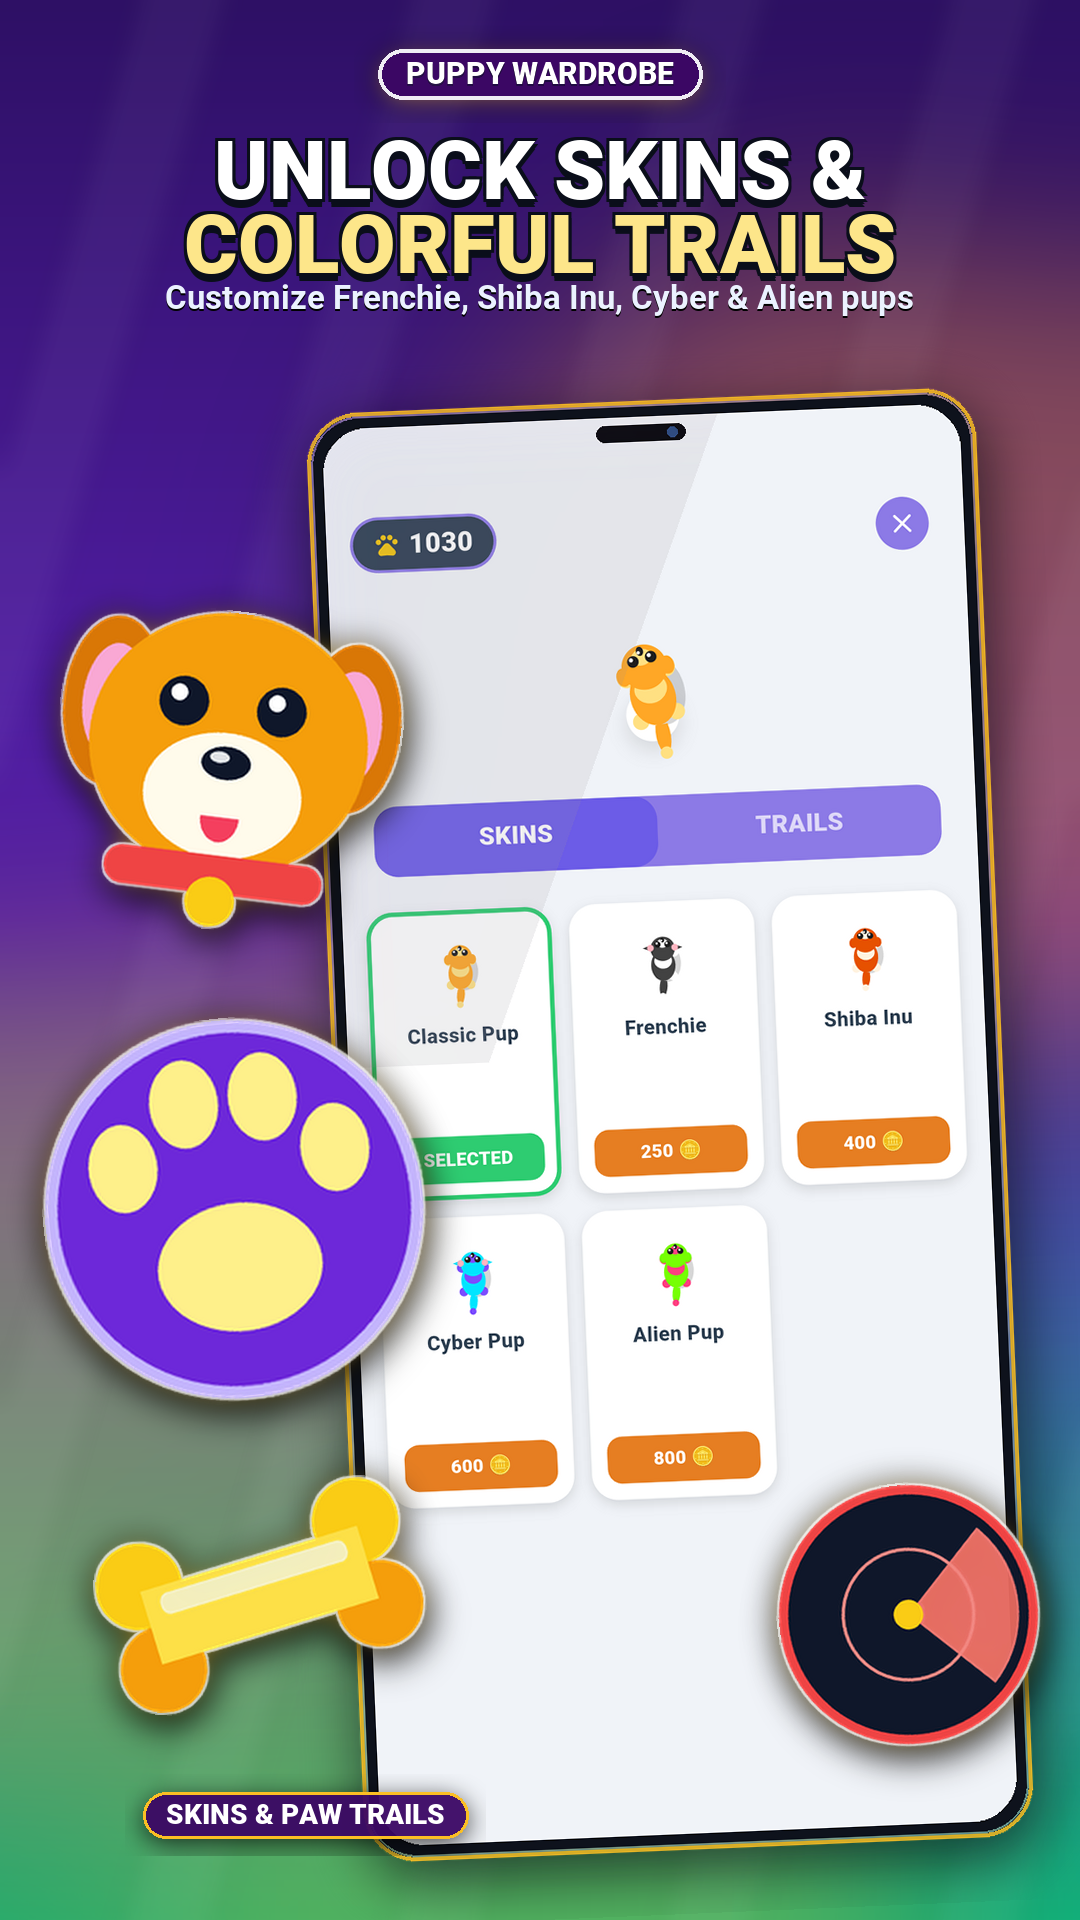 PUPPY WARDROBE
UNLOCK SKINS &
COLORFUL TRAILS
Customize Frenchie, Shiba Inu, Cyber & Alien pups
1030
SKINS
TRAILS
Classic Pup
Frenchie
Shiba Inu
SELECTED
250
400
Cyber Pup
Alien Pup
600
800
SKINS & PAW TRAILS